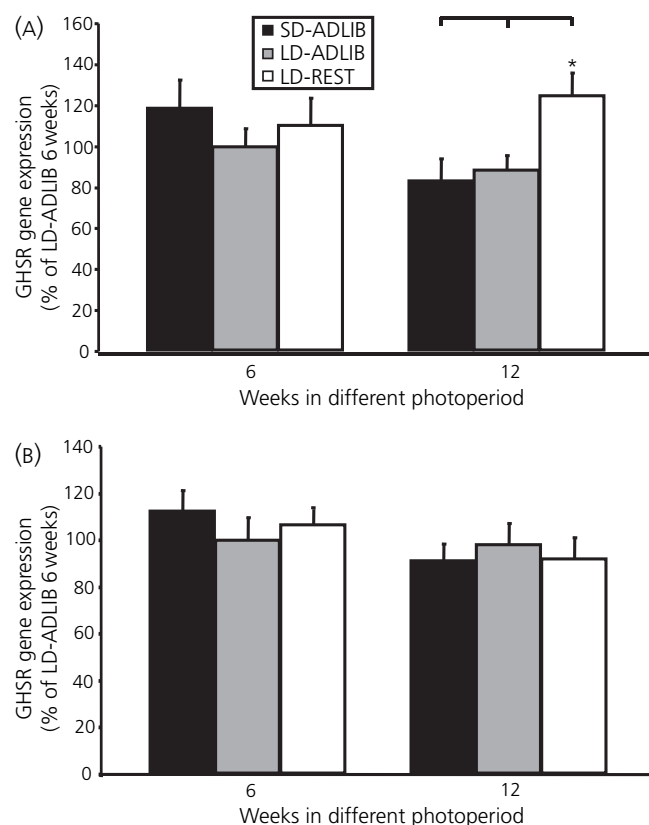 (A)
160
140
120
100
80
60
40
20
0
GHSR gene expression
(% of LD-ADLIB 6 weeks)
SD-ADLIB
LD-ADLIB
LD-REST
*
6 12
Weeks in different photoperiod
(B)
140
120
100
80
60
40
20
0
GHSR gene expression
(% of LD-ADLIB 6 weeks)
6 12
Weeks in different photoperiod